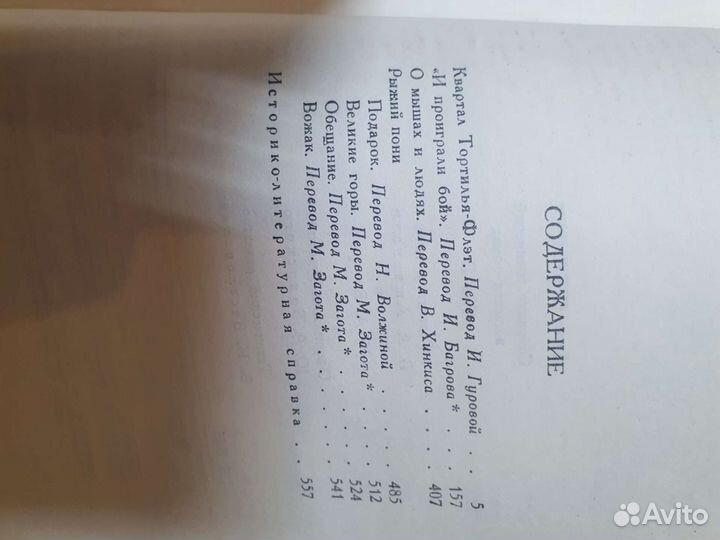 СОДЕРЖАНИЕ
Квартал Тортилья-Флэт. Перевод И. Гуровой . . 5
«И проиграли бой». Перевод И. Багрова * . . . 157
О мышах и людях. Перевод В. Хинкиса . . . . 407
Рыжий пони
Подарок. Перевод Н. Волжиной . . . . . 485
Великие горы. Перевод М. Загота * . . . . . 512
Обещание. Перевод М. Загота * . . . . . . 524
Вожак. Перевод М. Загота * . . . . . . . 541
Историко-литературная справка . . 557
Avito